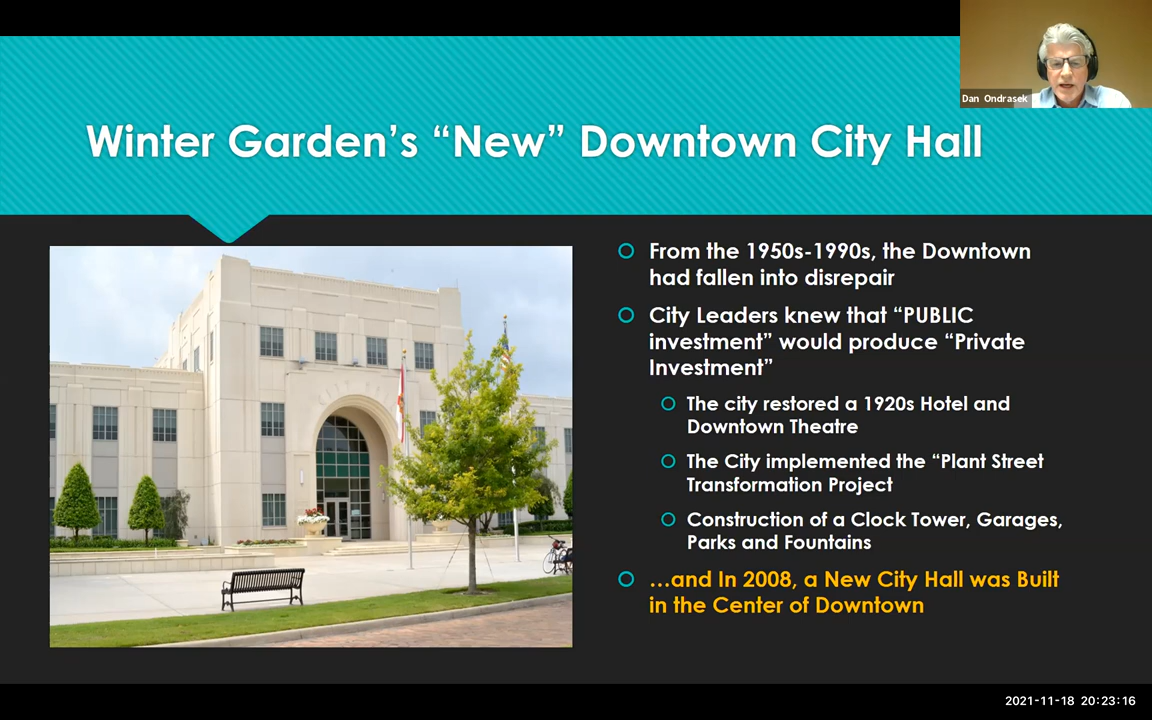 Dan Ondrasek
Winter Garden's “New” Downtown City Hall
From the 1950s-1990s, the Downtown
had fallen into disrepair
City Leaders knew that “PUBLIC
investment” would produce “Private
Investment”
The city restored a 1920s Hotel and
Downtown Theatre
The City implemented the “Plant Street
Transformation Project
Construction of a Clock Tower, Garages,
Parks and Fountains
...and In 2008, a New City Hall was Built
in the Center of Downtown
CITY HALL
2021-11-18 20:23:16